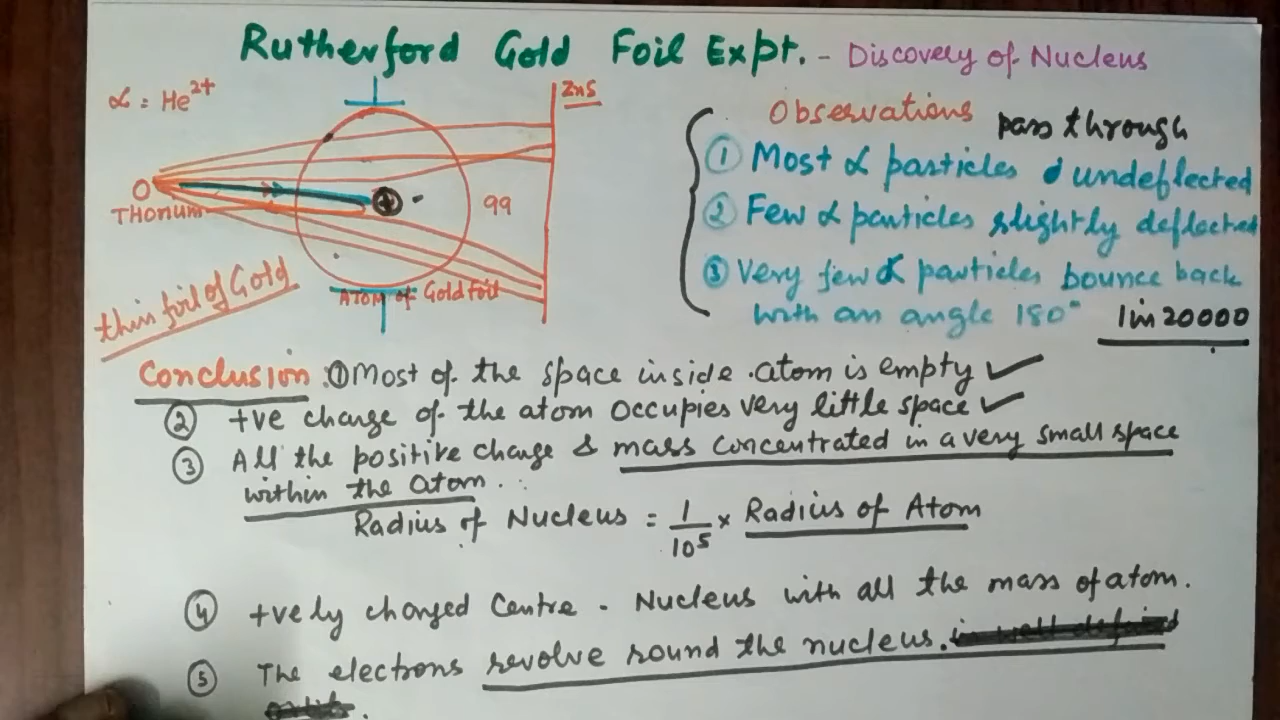 Rutherford Gold Foil Expt. - Discovery of Nucleus
α : He2+
ZnS
O
THORIUM
+
99
ATOM of Gold Foil
thin foil of Gold
Observations
pass through
① Most α particles undeflected
② Few α particles slightly deflected
③ Very few α particles bounce back
with an angle 180° 1 in 20000
Conclusion : ① Most of the space inside atom is empty ✓
② +ve charge of the atom occupies very little space ✓
③ All the positive charge & mass concentrated in a very small space
within the atom.
Radius of Nucleus = 1/10^5 × Radius of Atom
④ +vely charged Centre - Nucleus with all the mass of atom.
⑤ The electrons revolve round the nucleus.